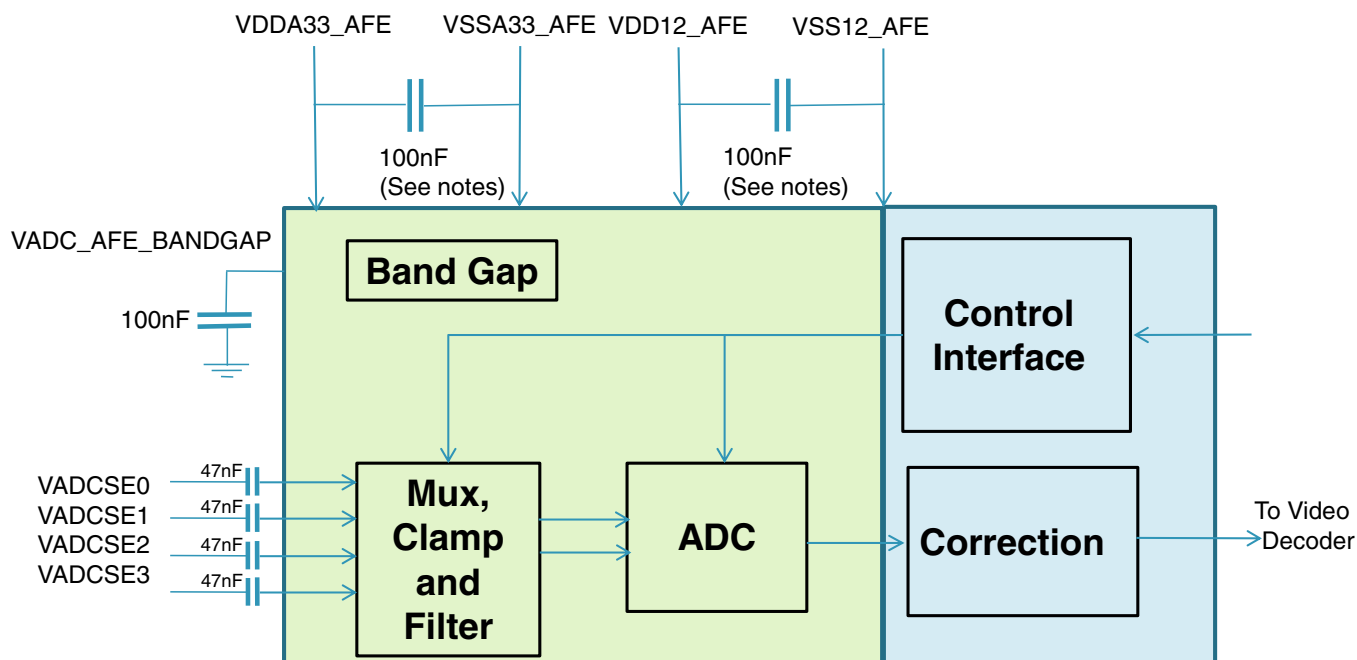 VDDA33_AFE
VSSA33_AFE
VDD12_AFE
VSS12_AFE
100nF
(See notes)
100nF
(See notes)
VADC_AFE_BANDGAP
100nF
Band Gap
Control
Interface
VADCSE0
VADCSE1
VADCSE2
VADCSE3
47nF
47nF
47nF
47nF
Mux,
Clamp
and
Filter
ADC
Correction
To Video
Decoder